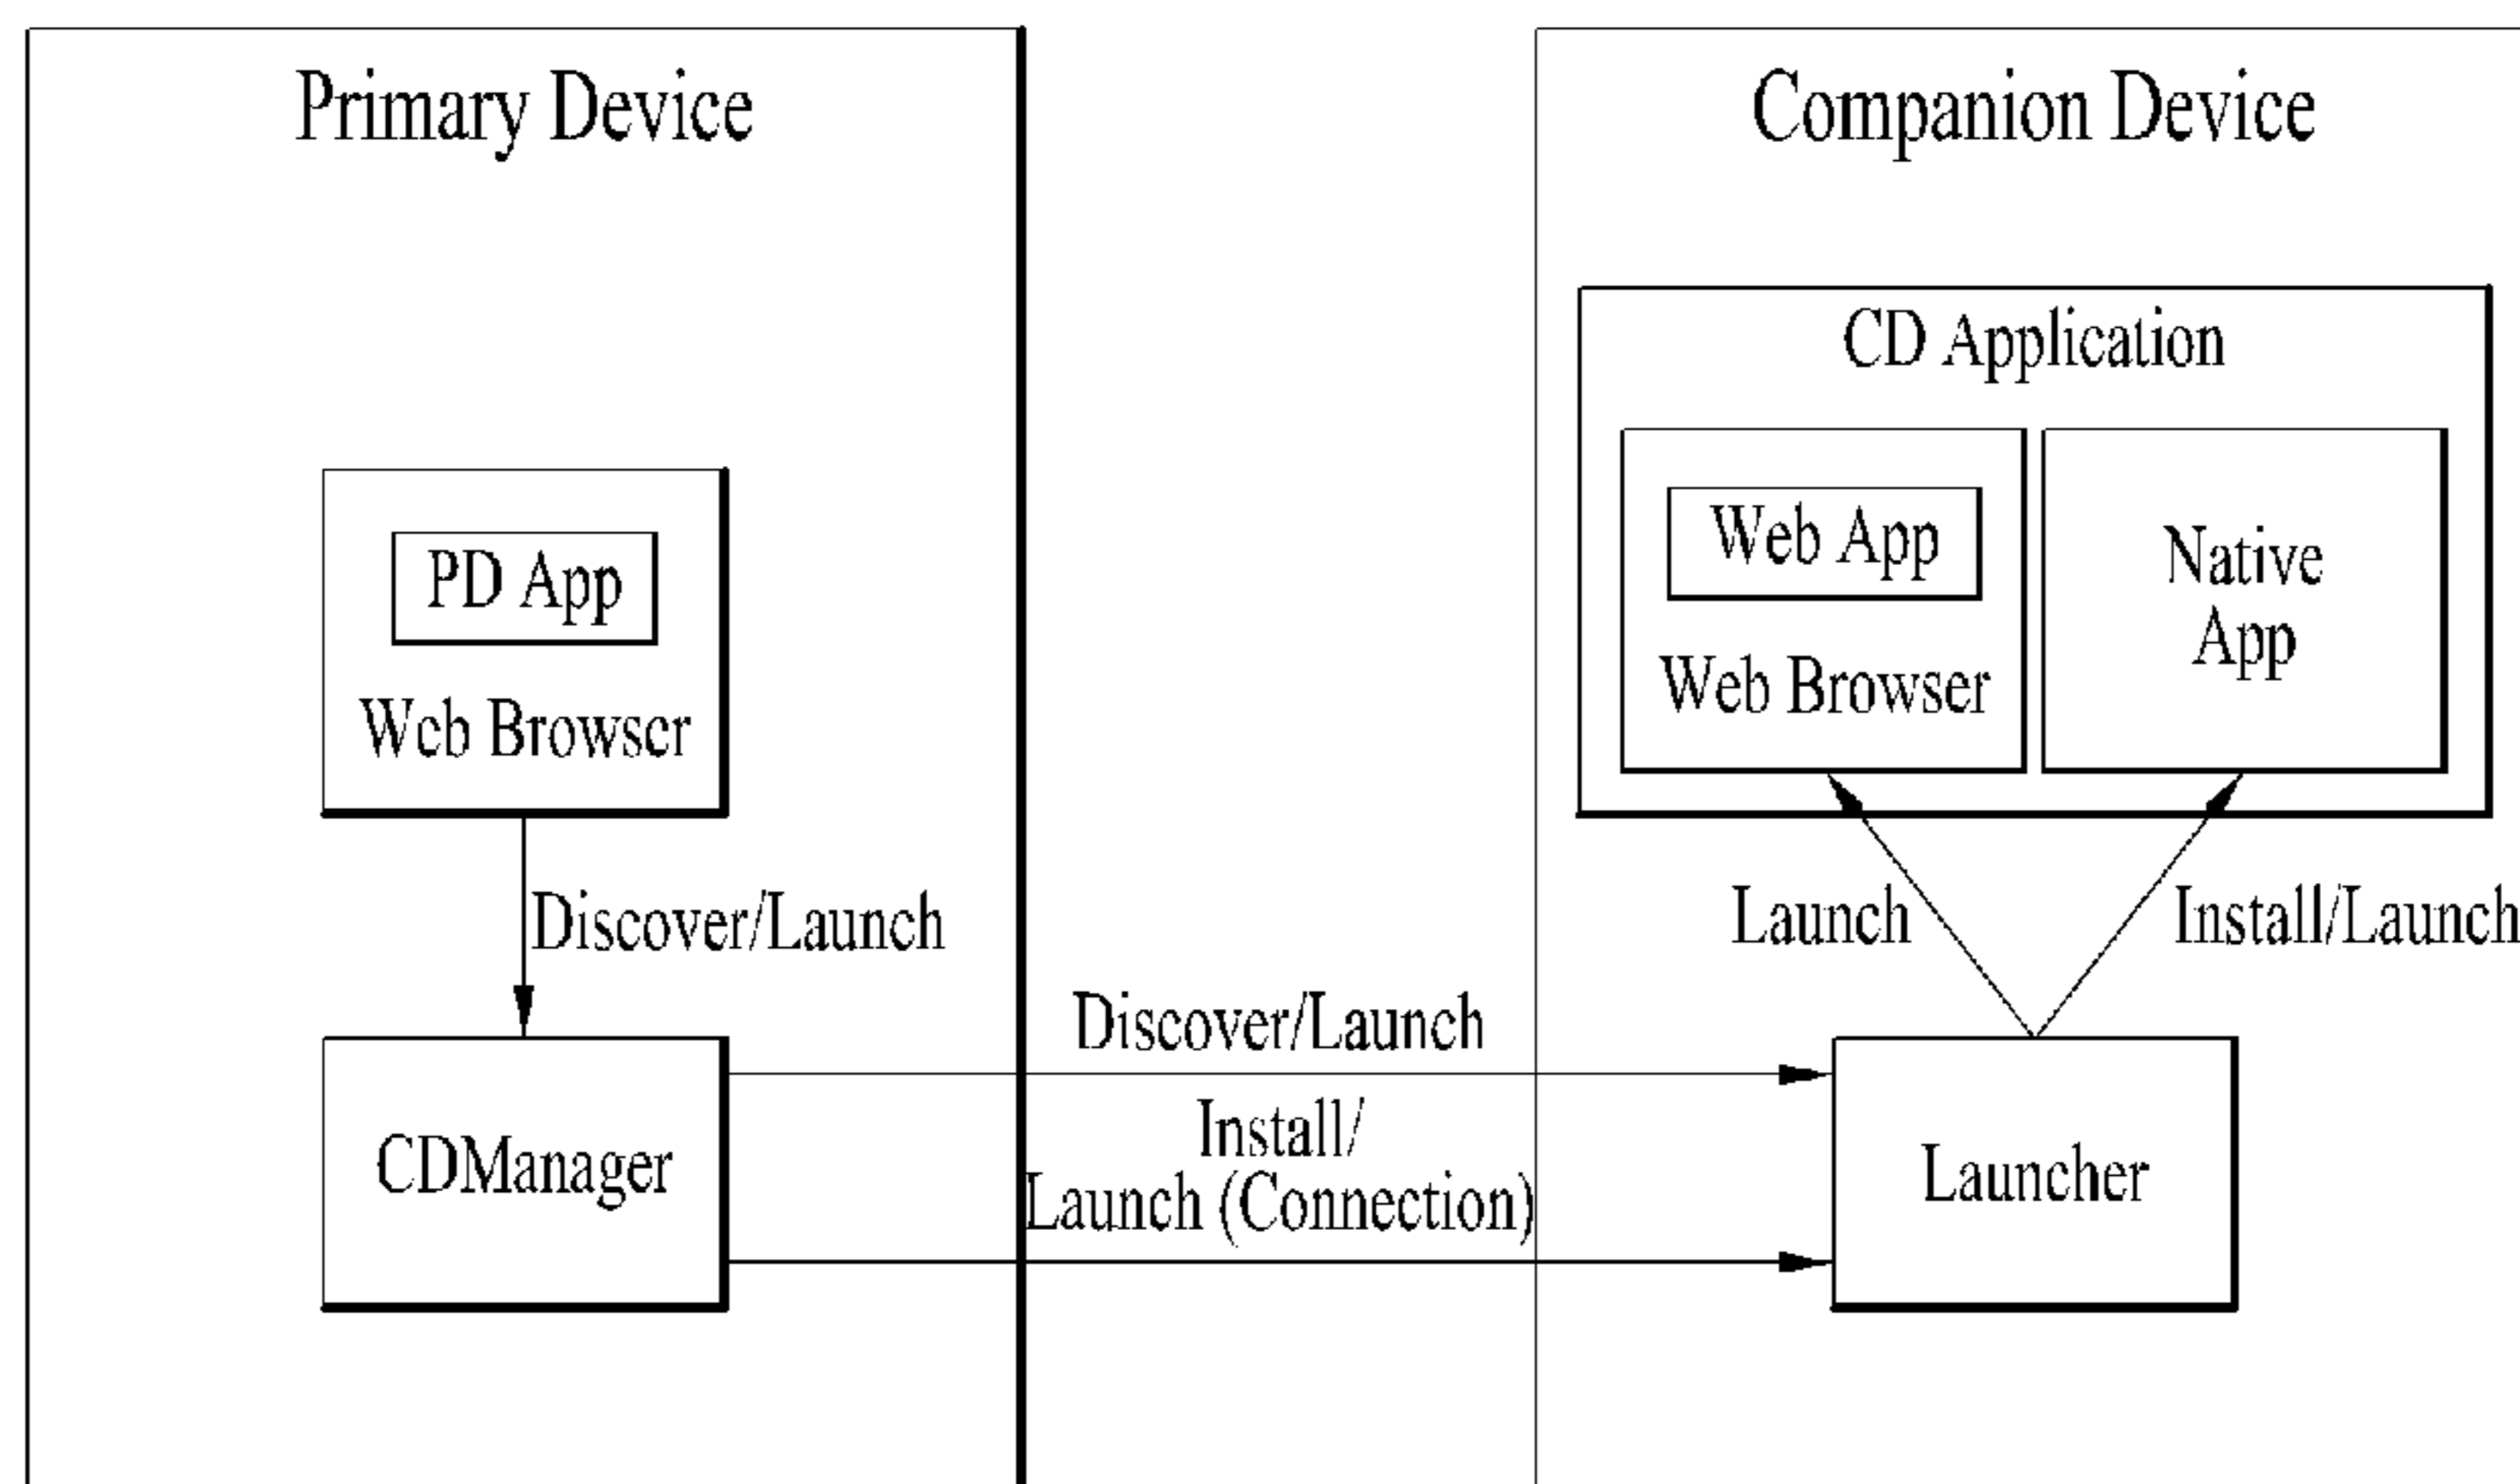 Primary Device
Companion Device
CD Application
PD App
Web Browser
Web App
Web Browser
Native
App
Discover/Launch
Launch
Install/Launch
Discover/Launch
Install/
Launch (Connection)
CDManager
Launcher